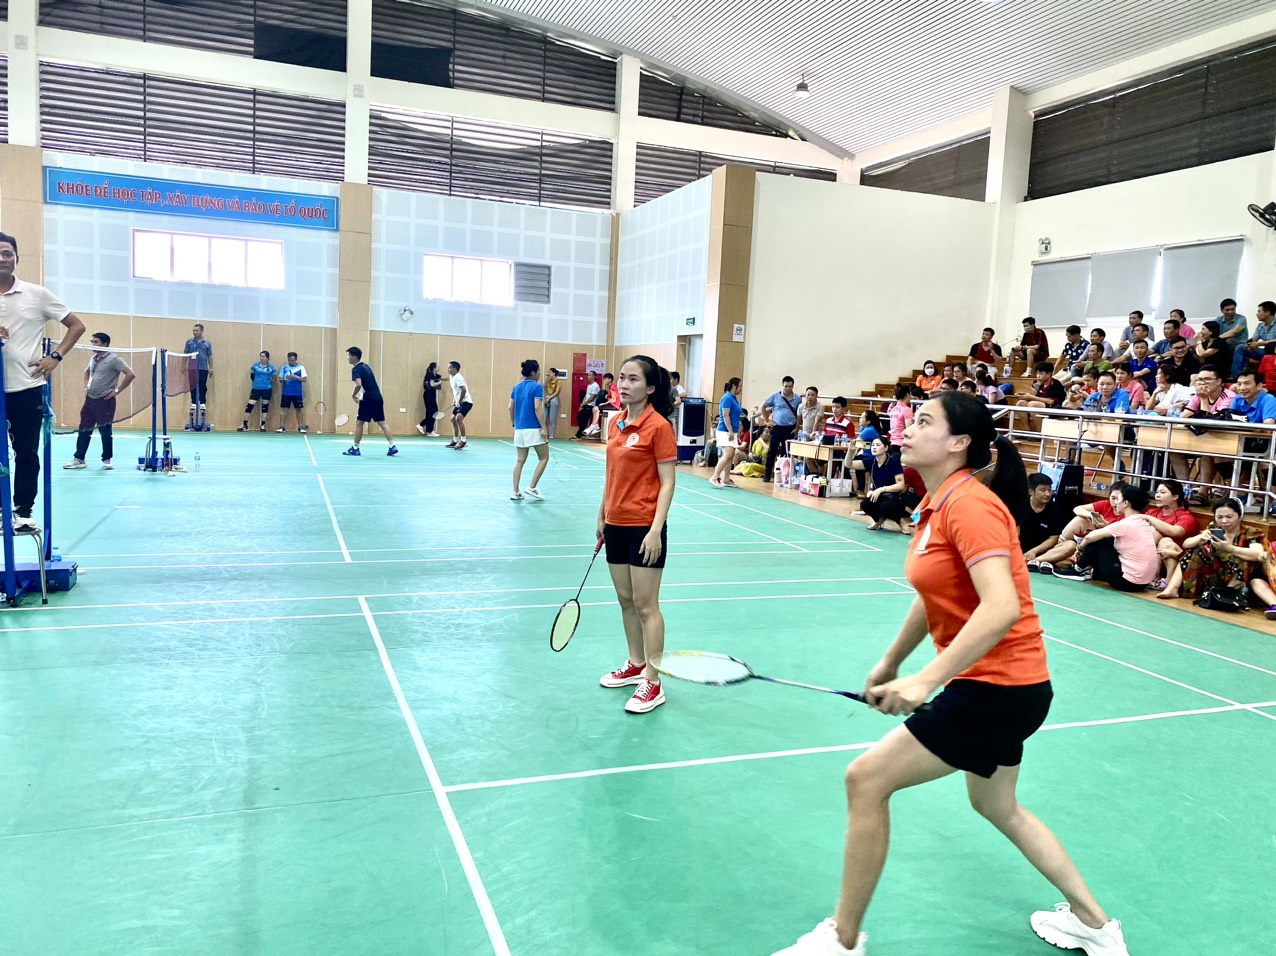 KHỎE ĐỂ HỌC TẬP, XÂY DỰNG VÀ BẢO VỆ TỔ QUỐC